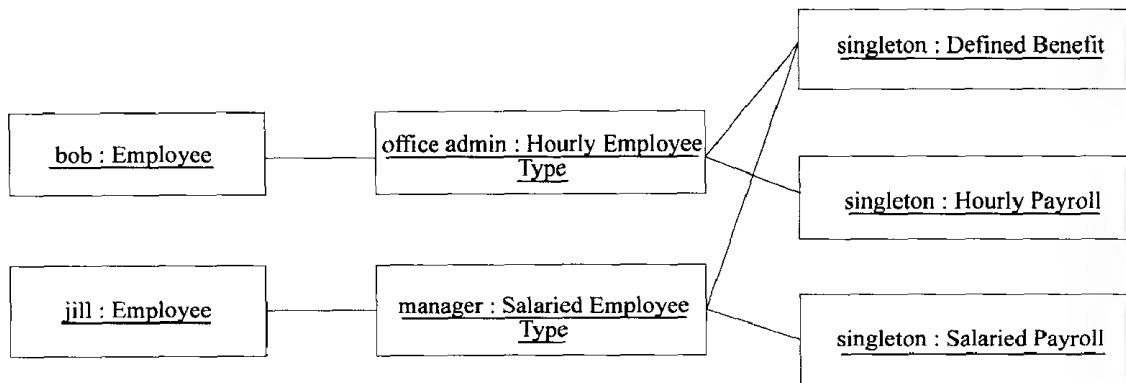 singleton : Defined Benefit
bob : Employee
office admin : Hourly Employee
Type
singleton : Hourly Payroll
jill : Employee
manager : Salaried Employee
Type
singleton : Salaried Payroll